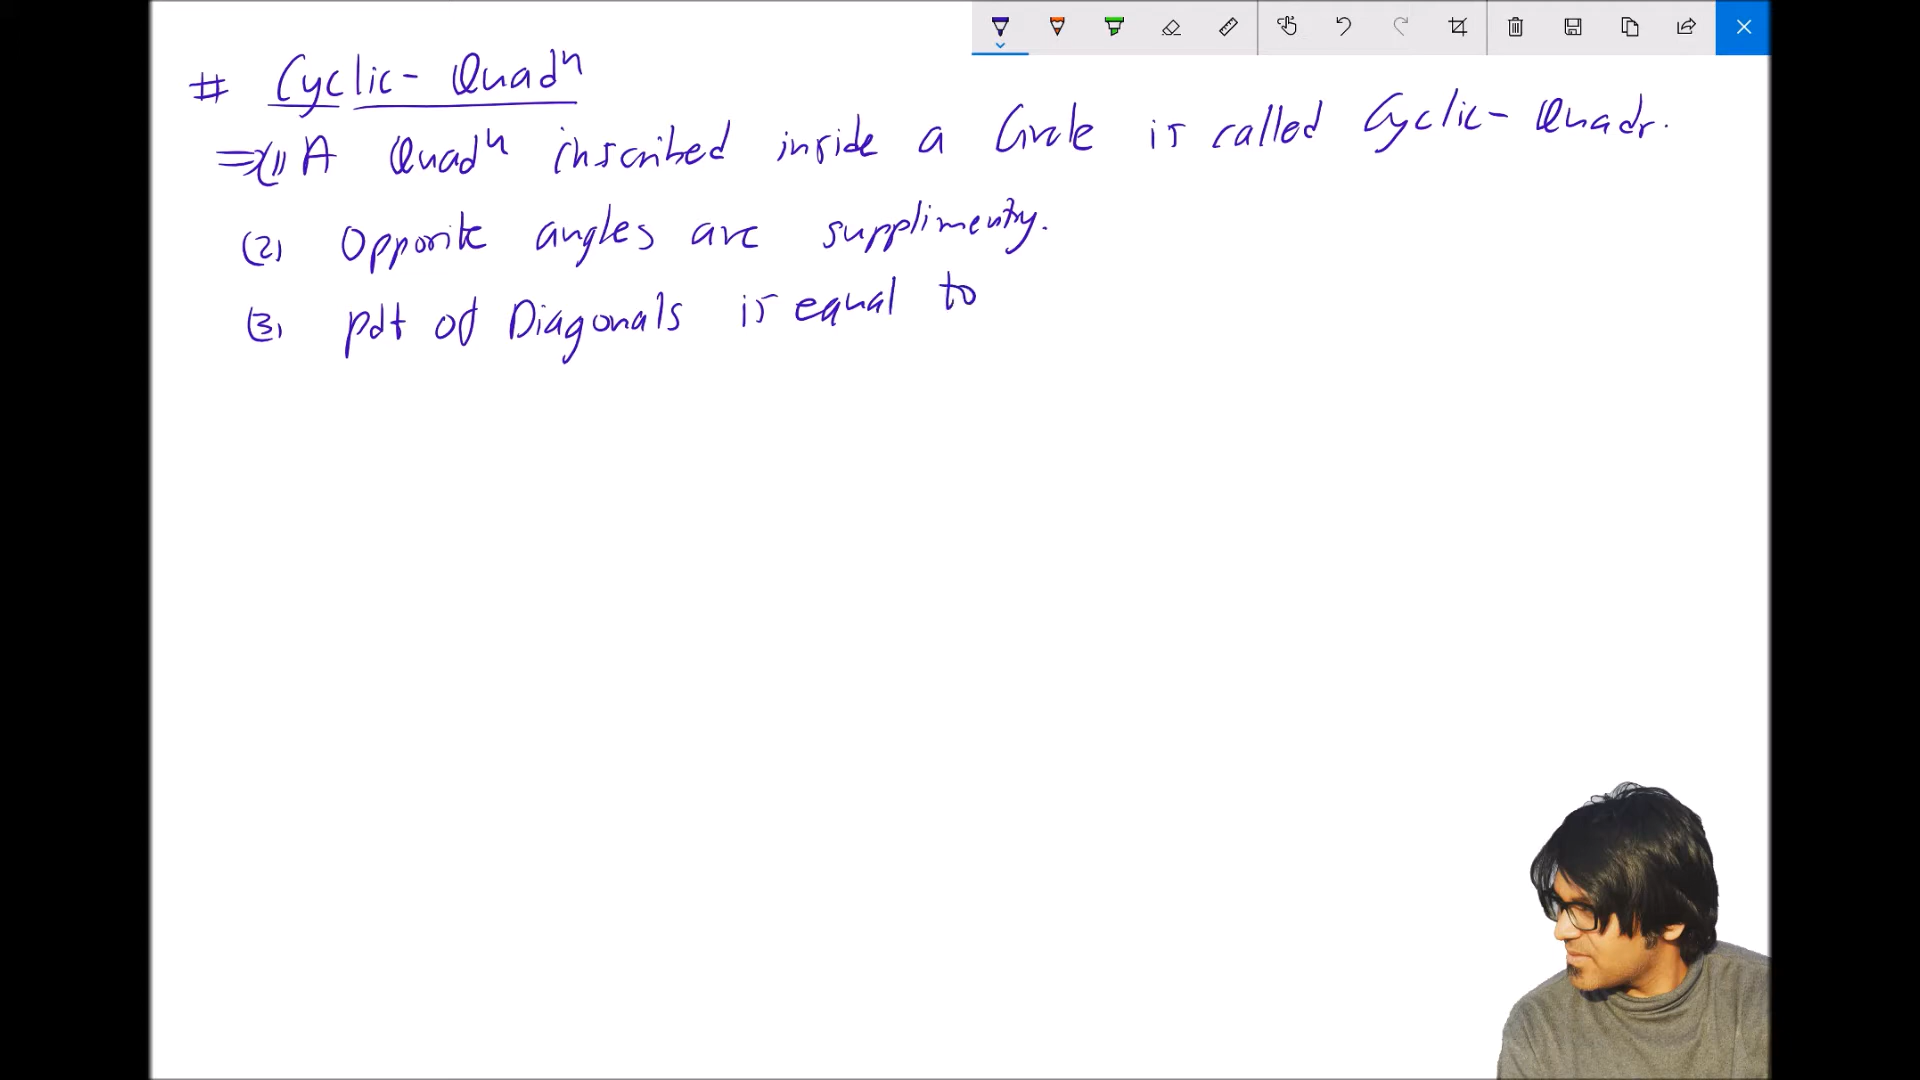 # Cyclic- Quadⁿ
⇒ (1) A Quadⁿ inscribed inside a Circle is called Cyclic- Quadr.
(2) Opposite angles are supplimentry.
(3) pdt of Diagonals is equal to